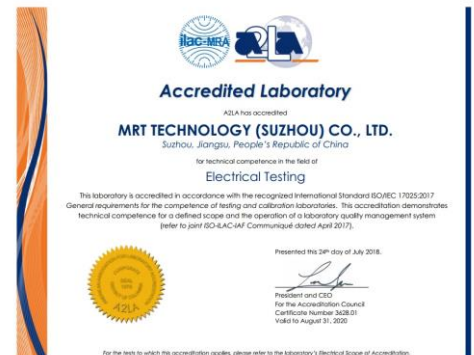 ilac-MRA
A2LA
Accredited Laboratory
A2LA has accredited
MRT TECHNOLOGY (SUZHOU) CO., LTD.
Suzhou, Jiangsu, People's Republic of China
for technical competence in the field of
Electrical Testing
This laboratory is accredited in accordance with the recognized International Standard ISO/IEC 17025:2017
General requirements for the competence of testing and calibration laboratories. This accreditation demonstrates
technical competence for a defined scope and the operation of a laboratory quality management system
(refer to joint ISO-ILAC-IAF Communiqué dated April 2017).
Presented this 24th day of July 2018.
President and CEO
For the Accreditation Council
Certificate Number 3628.01
Valid to August 31, 2020
SEAL
1978
A2LA
For the tests to which this accreditation applies, please refer to the laboratory's Electrical Scope of Accreditation.